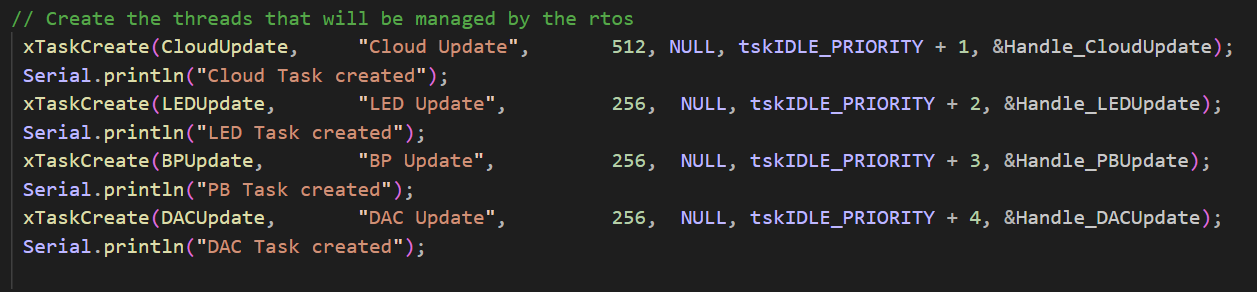 // Create the threads that will be managed by the rtos
xTaskCreate(CloudUpdate,     "Cloud Update",       512, NULL, tskIDLE_PRIORITY + 1, &Handle_CloudUpdate);
Serial.println("Cloud Task created");
xTaskCreate(LEDUpdate,       "LED Update",         256,  NULL, tskIDLE_PRIORITY + 2, &Handle_LEDUpdate);
Serial.println("LED Task created");
xTaskCreate(BPUpdate,        "BP Update",          256,  NULL, tskIDLE_PRIORITY + 3, &Handle_PBUpdate);
Serial.println("PB Task created");
xTaskCreate(DACUpdate,       "DAC Update",         256,  NULL, tskIDLE_PRIORITY + 4, &Handle_DACUpdate);
Serial.println("DAC Task created");